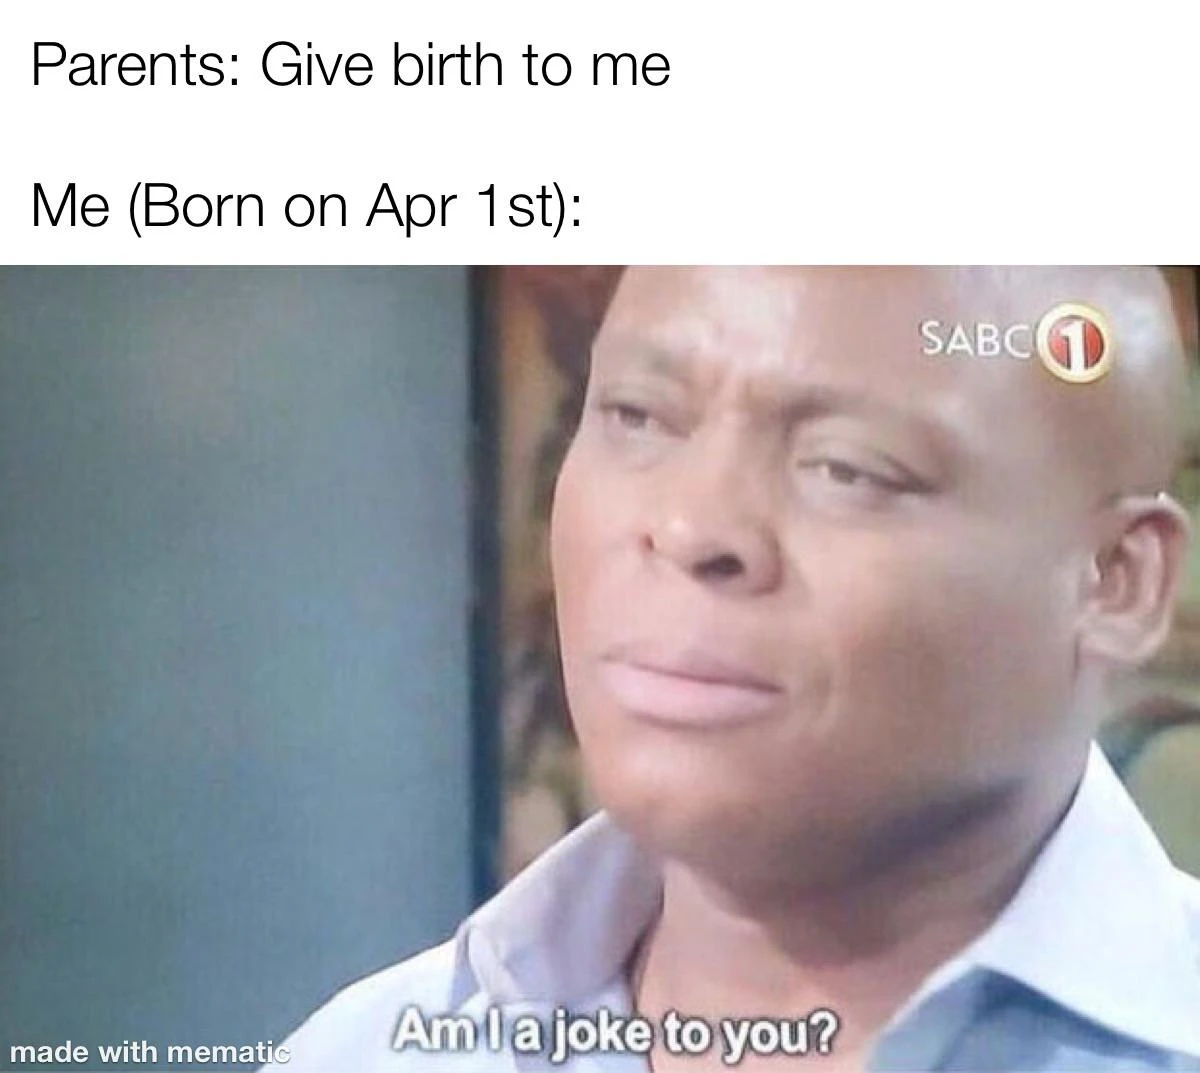 Parents: Give birth to me
Me (Born on Apr 1st):
SABC 1
Am I a joke to you?
made with mematic